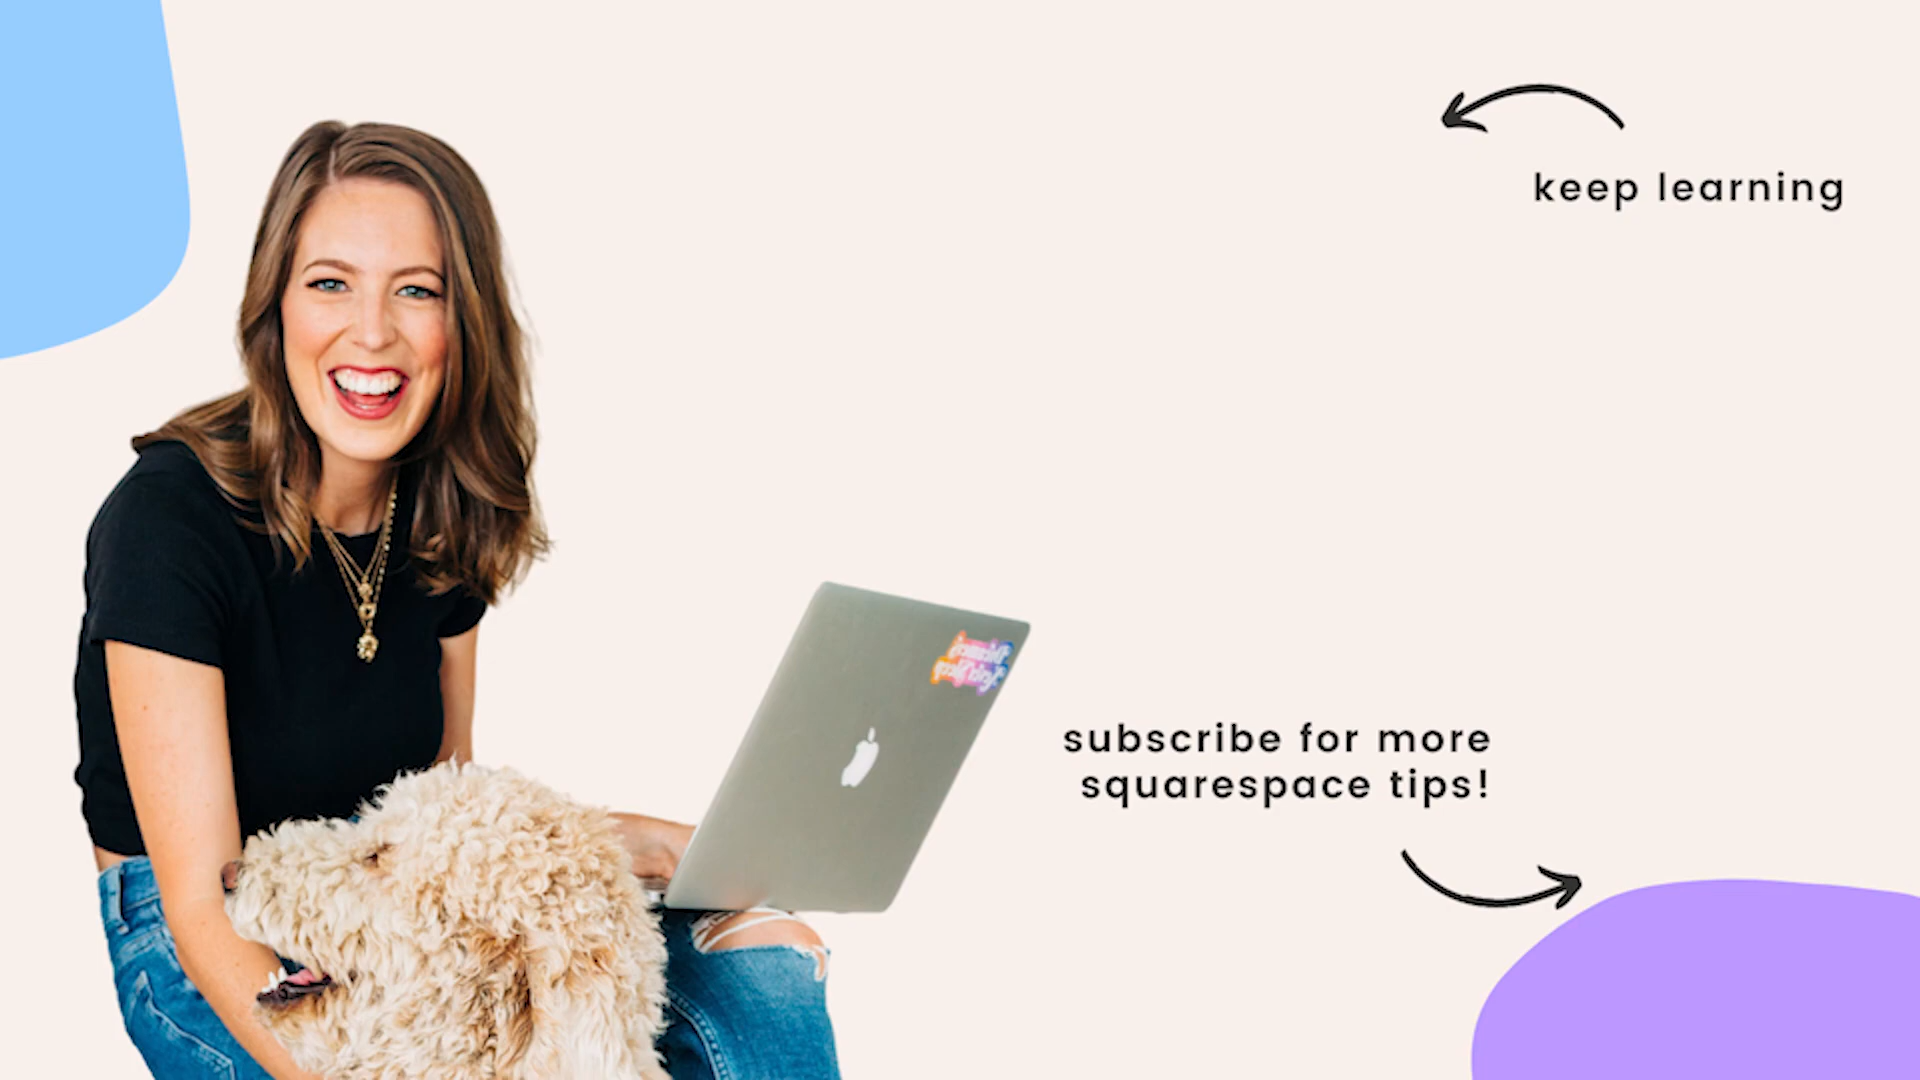 keep learning
subscribe for more
squarespace tips!